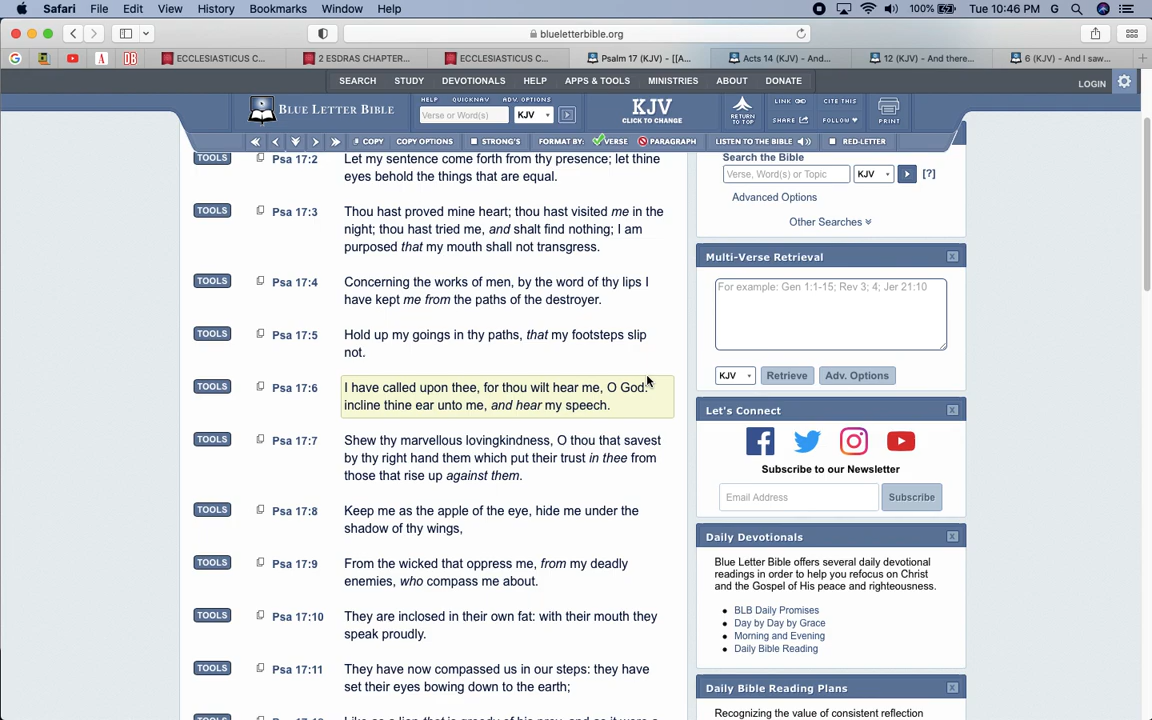 Safari File Edit View History Bookmarks Window Help 100% Tue 10:46 PM G
blueletterbible.org
ECCLESIASTICUS C... 2 ESDRAS CHAPTER... ECCLESIASTICUS C... Psalm 17 (KJV) - [[A... Acts 14 (KJV) - And... 12 (KJV) - And there... 6 (KJV) - And I saw...
SEARCH STUDY DEVOTIONALS HELP APPS & TOOLS MINISTRIES ABOUT DONATE LOGIN
BLUE LETTER BIBLE
HELP QUICKNAV ADV. OPTIONS
Verse or Word(s) KJV
KJV
CLICK TO CHANGE
RETURN
TO TOP
LINK CITE THIS
SHARE FOLLOW PRINT
COPY COPY OPTIONS STRONG'S FORMAT BY: VERSE PARAGRAPH LISTEN TO THE BIBLE RED-LETTER
TOOLS Psa 17:2 Let my sentence come forth from thy presence; let thine
eyes behold the things that are equal.
TOOLS Psa 17:3 Thou hast proved mine heart; thou hast visited me in the
night; thou hast tried me, and shalt find nothing; I am
purposed that my mouth shall not transgress.
TOOLS Psa 17:4 Concerning the works of men, by the word of thy lips I
have kept me from the paths of the destroyer.
TOOLS Psa 17:5 Hold up my goings in thy paths, that my footsteps slip
not.
TOOLS Psa 17:6 I have called upon thee, for thou wilt hear me, O God:
incline thine ear unto me, and hear my speech.
TOOLS Psa 17:7 Shew thy marvellous lovingkindness, O thou that savest
by thy right hand them which put their trust in thee from
those that rise up against them.
TOOLS Psa 17:8 Keep me as the apple of the eye, hide me under the
shadow of thy wings,
TOOLS Psa 17:9 From the wicked that oppress me, from my deadly
enemies, who compass me about.
TOOLS Psa 17:10 They are inclosed in their own fat: with their mouth they
speak proudly.
TOOLS Psa 17:11 They have now compassed us in our steps: they have
set their eyes bowing down to the earth;
Search the Bible
Verse, Word(s) or Topic KJV [?]
Advanced Options
Other Searches
Multi-Verse Retrieval
For example: Gen 1:1-15; Rev 3; 4; Jer 21:10
KJV Retrieve Adv. Options
Let's Connect
Subscribe to our Newsletter
Email Address Subscribe
Daily Devotionals
Blue Letter Bible offers several daily devotional
readings in order to help you refocus on Christ
and the Gospel of His peace and righteousness.
BLB Daily Promises
Day by Day by Grace
Morning and Evening
Daily Bible Reading
Daily Bible Reading Plans
Recognizing the value of consistent reflection